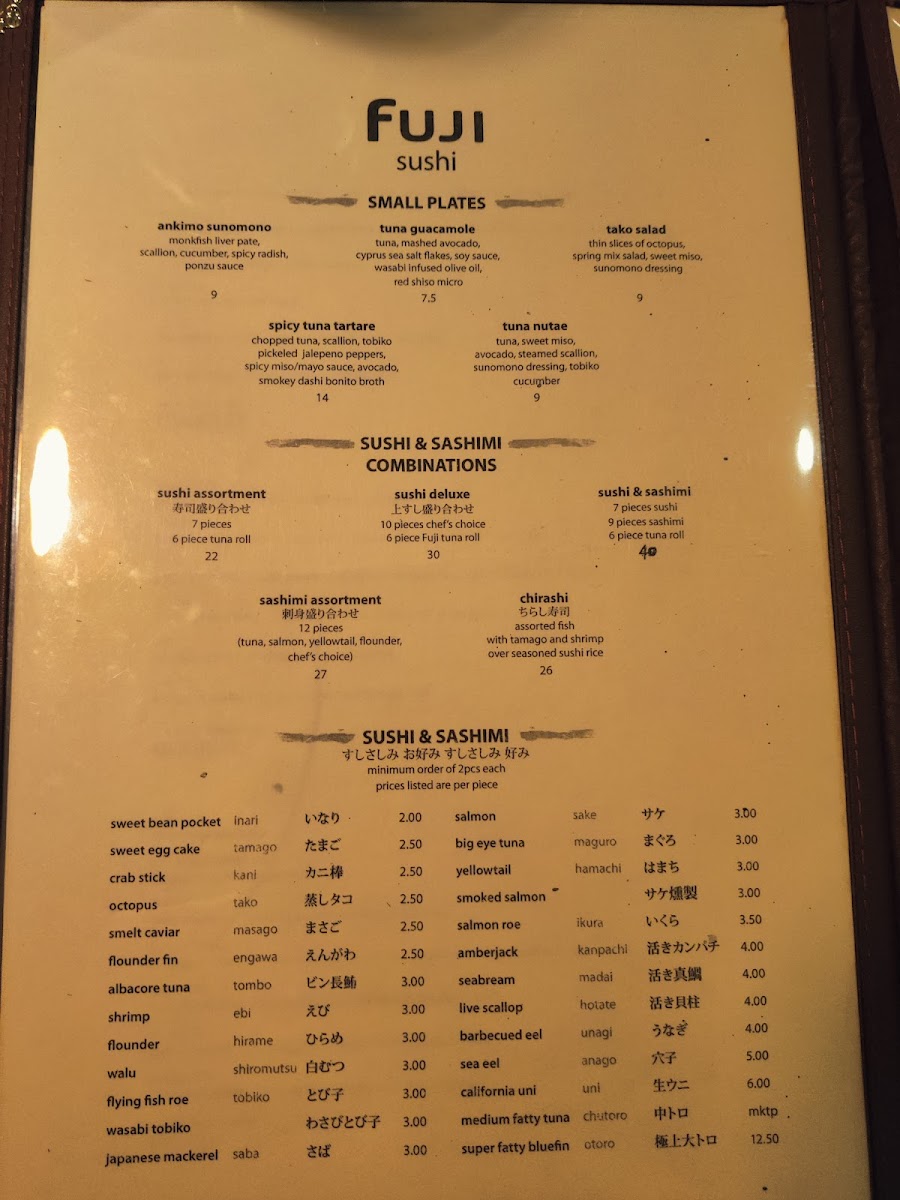 FUJI
sushi
SMALL PLATES
ankimo sunomono
monkfish liver pate,
scallion, cucumber, spicy radish,
ponzu sauce
9
tuna guacamole
tuna, mashed avocado,
cyprus sea salt flakes, soy sauce,
wasabi infused olive oil,
red shiso micro
7.5
tako salad
thin slices of octopus,
spring mix salad, sweet miso,
sunomono dressing
9
spicy tuna tartare
chopped tuna, scallion, tobiko
pickeled jalepeno peppers,
spicy miso/mayo sauce, avocado,
smokey dashi bonito broth
14
tuna nutae
tuna, sweet miso,
avocado, steamed scallion,
sunomono dressing, tobiko
cucumber
9
SUSHI & SASHIMI
COMBINATIONS
sushi assortment
寿司盛り合わせ
7 pieces
6 piece tuna roll
22
sushi deluxe
上すし盛り合わせ
10 pieces chef's choice
6 piece Fuji tuna roll
30
sushi & sashimi
7 pieces sushi
9 pieces sashimi
6 piece tuna roll
40
sashimi assortment
刺身盛り合わせ
12 pieces
(tuna, salmon, yellowtail, flounder,
chef's choice)
27
chirashi
ちらし寿司
assorted fish
with tamago and shrimp
over seasoned sushi rice
26
SUSHI & SASHIMI
すしさしみ お好み すしさしみ 好み
minimum order of 2pcs each
prices listed are per piece
sweet bean pocket inari いなり 2.00
sweet egg cake tamago たまご 2.50
crab stick kani カニ棒 2.50
octopus tako 蒸しタコ 2.50
smelt caviar masago まさご 2.50
flounder fin engawa えんがわ 2.50
albacore tuna tombo ビン長鮪 3.00
shrimp ebi えび 3.00
flounder hirame ひらめ 3.00
walu shiromutsu 白むつ 3.00
flying fish roe tobiko とび子 3.00
wasabi tobiko わさびとび子 3.00
japanese mackerel saba さば 3.00
salmon sake サケ 3.00
big eye tuna maguro まぐろ 3.00
yellowtail hamachi はまち 3.00
smoked salmon サケ燻製 3.00
salmon roe ikura いくら 3.50
amberjack kanpachi 活きカンパチ 4.00
seabream madai 活き真鯛 4.00
live scallop hotate 活き貝柱 4.00
barbecued eel unagi うなぎ 4.00
sea eel anago 穴子 5.00
california uni uni 生ウニ 6.00
medium fatty tuna chutoro 中トロ mktp
super fatty bluefin otoro 極上大トロ 12.50